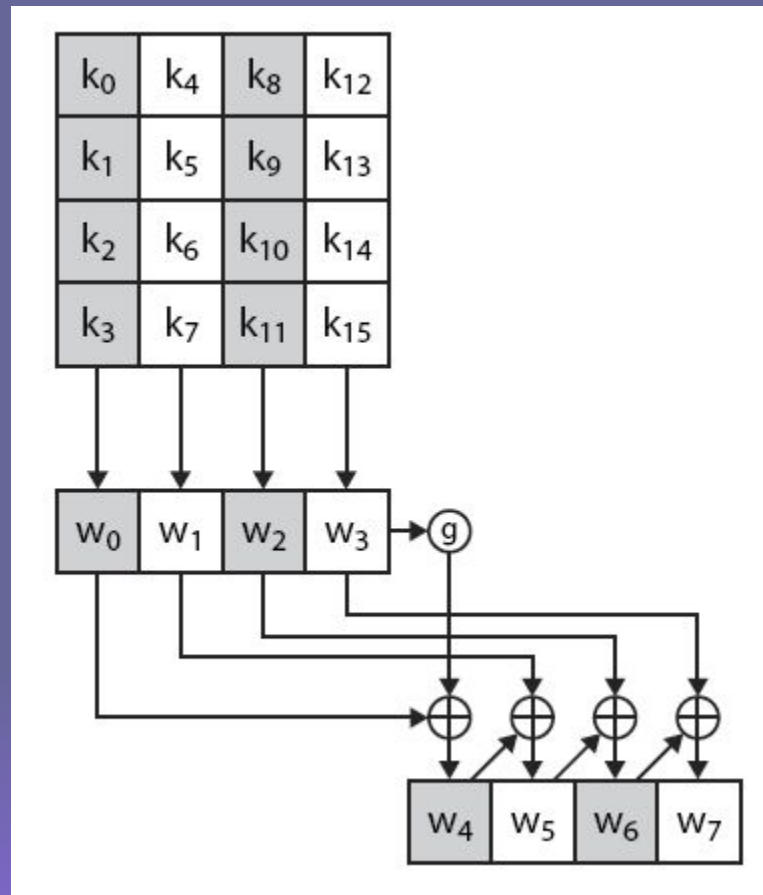 k₀ k₄ k₈ k₁₂
k₁ k₅ k₉ k₁₃
k₂ k₆ k₁₀ k₁₄
k₃ k₇ k₁₁ k₁₅
w₀ w₁ w₂ w₃ g
w₄ w₅ w₆ w₇